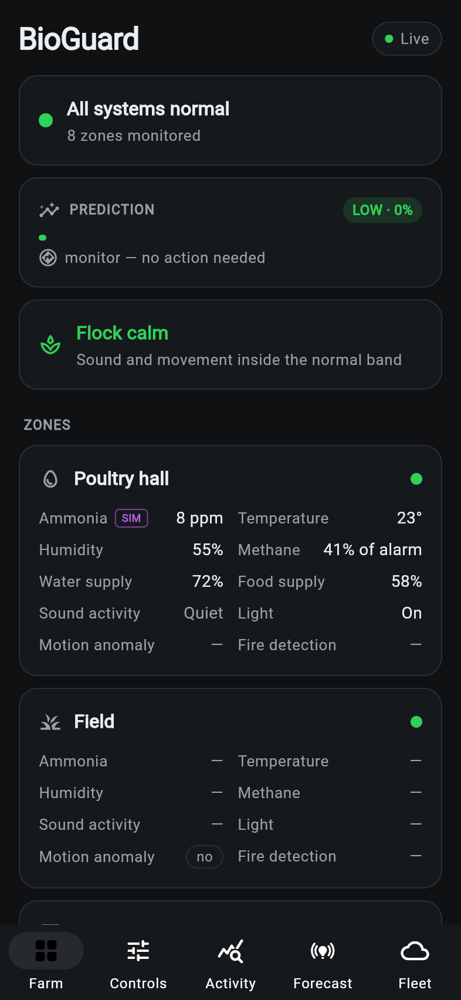 BioGuard
Live
All systems normal
8 zones monitored
PREDICTION
LOW · 0%
monitor — no action needed
Flock calm
Sound and movement inside the normal band
ZONES
Poultry hall
Ammonia SIM 8 ppm Temperature 23°
Humidity 55% Methane 41% of alarm
Water supply 72% Food supply 58%
Sound activity Quiet Light On
Motion anomaly — Fire detection —
Field
Ammonia — Temperature —
Humidity — Methane —
Sound activity — Light —
Motion anomaly no Fire detection —
Farm Controls Activity Forecast Fleet